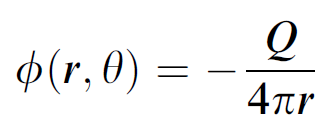 ϕ(r, θ) = − Q / 4πr